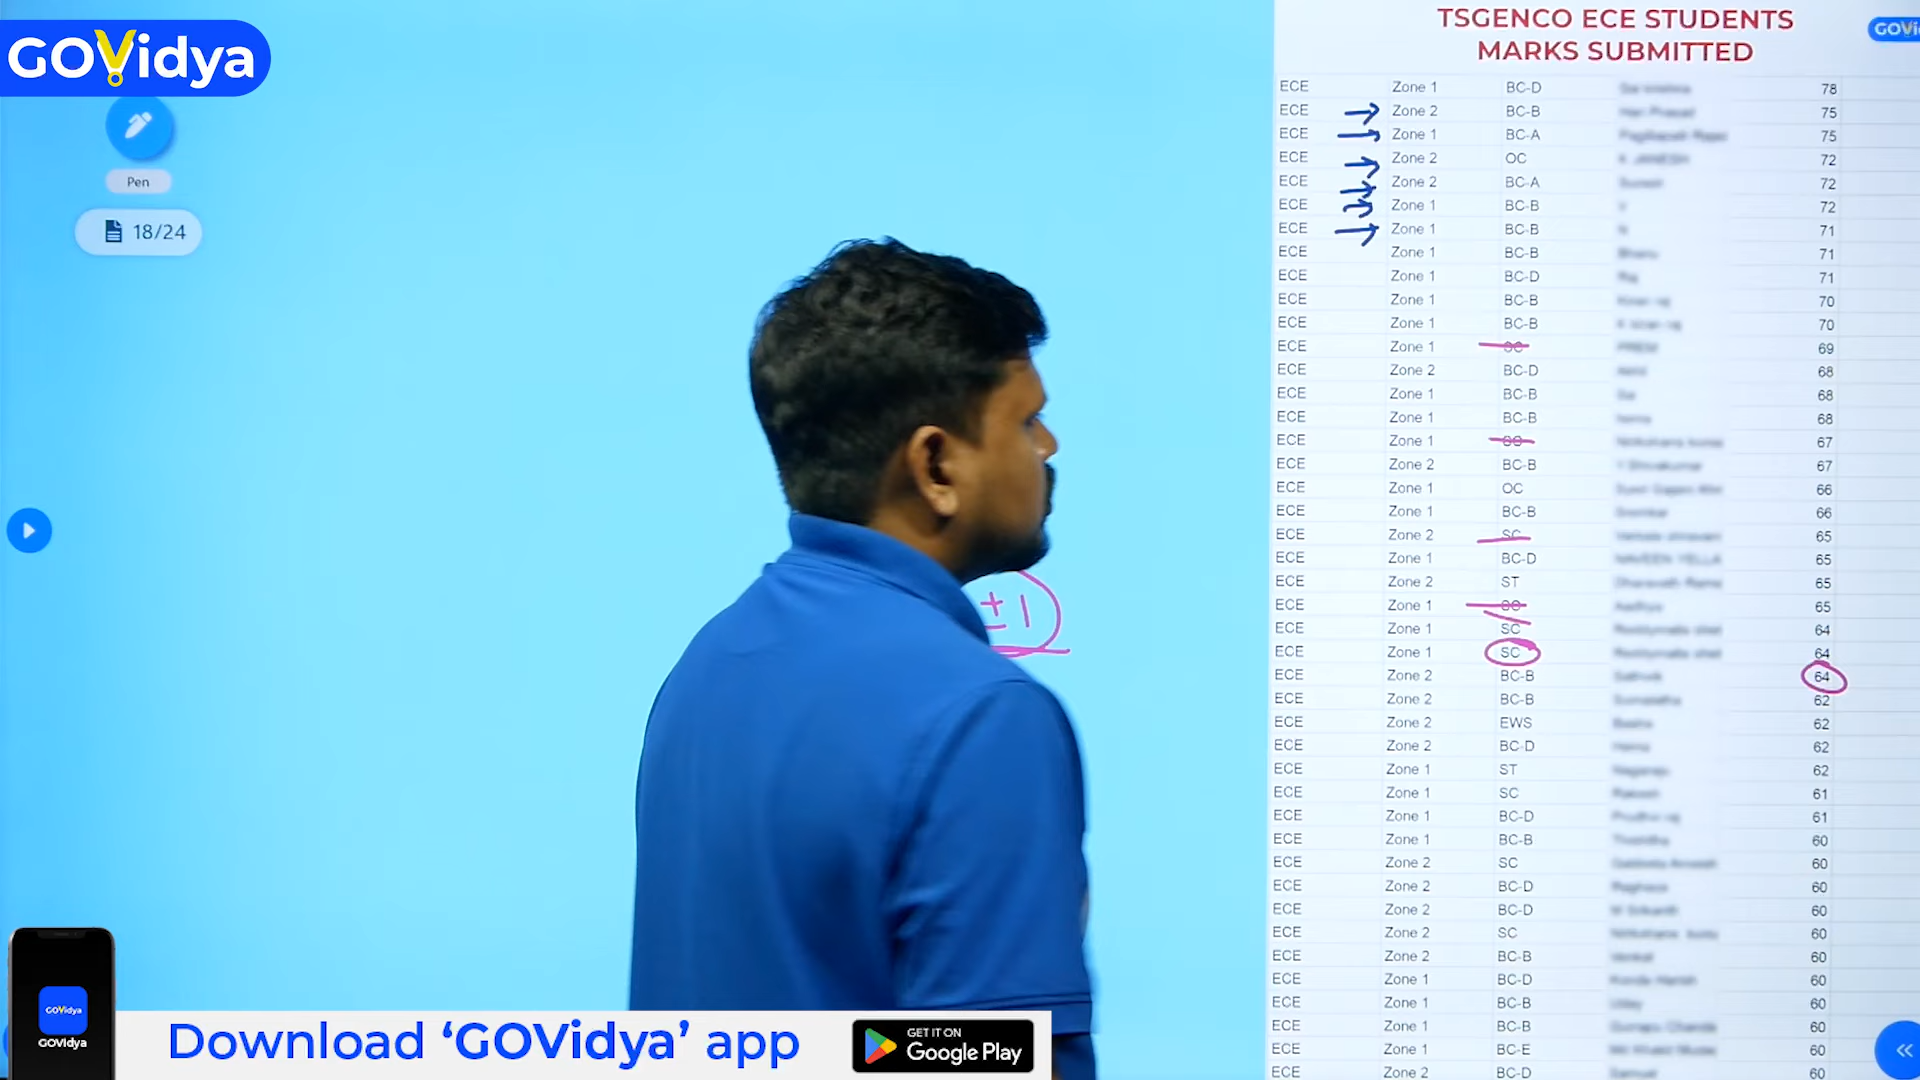 GOVidya
Pen
18/24
±1
TSGENCO ECE STUDENTS
MARKS SUBMITTED
GOVi
ECE Zone 1 BC-D 78
ECE Zone 2 BC-B 75
ECE Zone 1 BC-A 75
ECE Zone 2 OC 72
ECE Zone 2 BC-A 72
ECE Zone 1 BC-B 72
ECE Zone 1 BC-B 71
ECE Zone 1 BC-B 71
ECE Zone 1 BC-D 71
ECE Zone 1 BC-B 70
ECE Zone 1 BC-B 70
ECE Zone 1 SC 69
ECE Zone 2 BC-D 68
ECE Zone 1 BC-B 68
ECE Zone 1 BC-B 68
ECE Zone 1 67
ECE Zone 2 BC-B 67
ECE Zone 1 OC 66
ECE Zone 1 BC-B 66
ECE Zone 2 SC 65
ECE Zone 1 BC-D 65
ECE Zone 2 ST 65
ECE Zone 1 65
ECE Zone 1 SC 64
ECE Zone 1 SC 64
ECE Zone 2 BC-B 64
ECE Zone 2 BC-B 62
ECE Zone 2 EWS 62
ECE Zone 2 BC-D 62
ECE Zone 1 ST 62
ECE Zone 1 SC 61
ECE Zone 1 BC-D 61
ECE Zone 1 BC-B 60
ECE Zone 2 SC 60
ECE Zone 2 BC-D 60
ECE Zone 2 BC-D 60
ECE Zone 2 SC 60
ECE Zone 2 BC-B 60
ECE Zone 1 BC-D 60
ECE Zone 1 BC-B 60
ECE Zone 1 BC-B 60
ECE Zone 1 BC-E 60
ECE Zone 2 BC-D 60
GOVidya
GOVidya
Download ‘GOVidya’ app
GET IT ON
Google Play